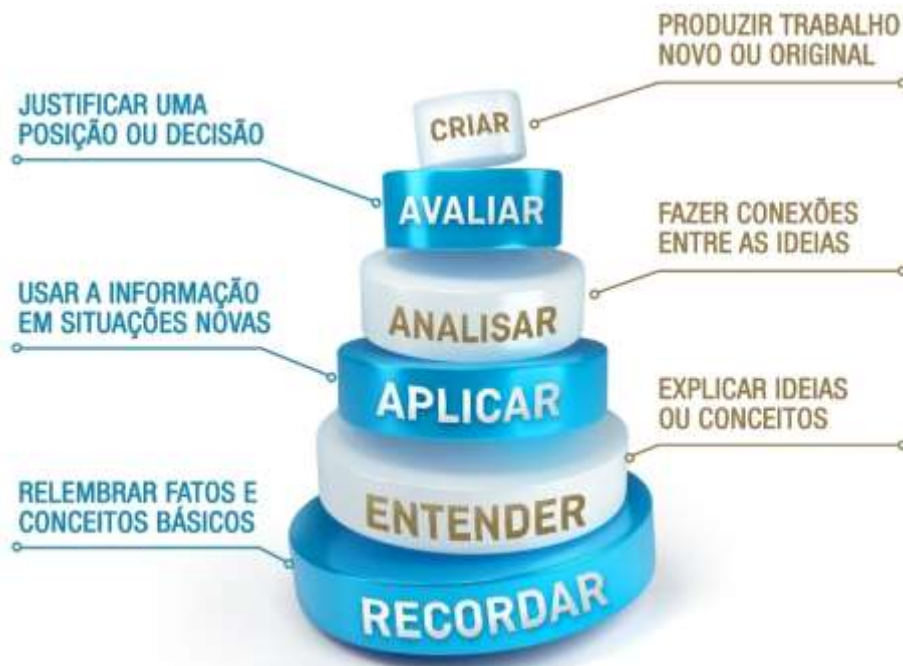 PRODUZIR TRABALHO
NOVO OU ORIGINAL
CRIAR
JUSTIFICAR UMA
POSIÇÃO OU DECISÃO
AVALIAR
FAZER CONEXÕES
ENTRE AS IDEIAS
ANALISAR
USAR A INFORMAÇÃO
EM SITUAÇÕES NOVAS
APLICAR
EXPLICAR IDEIAS
OU CONCEITOS
ENTENDER
RELEMBRAR FATOS E
CONCEITOS BÁSICOS
RECORDAR